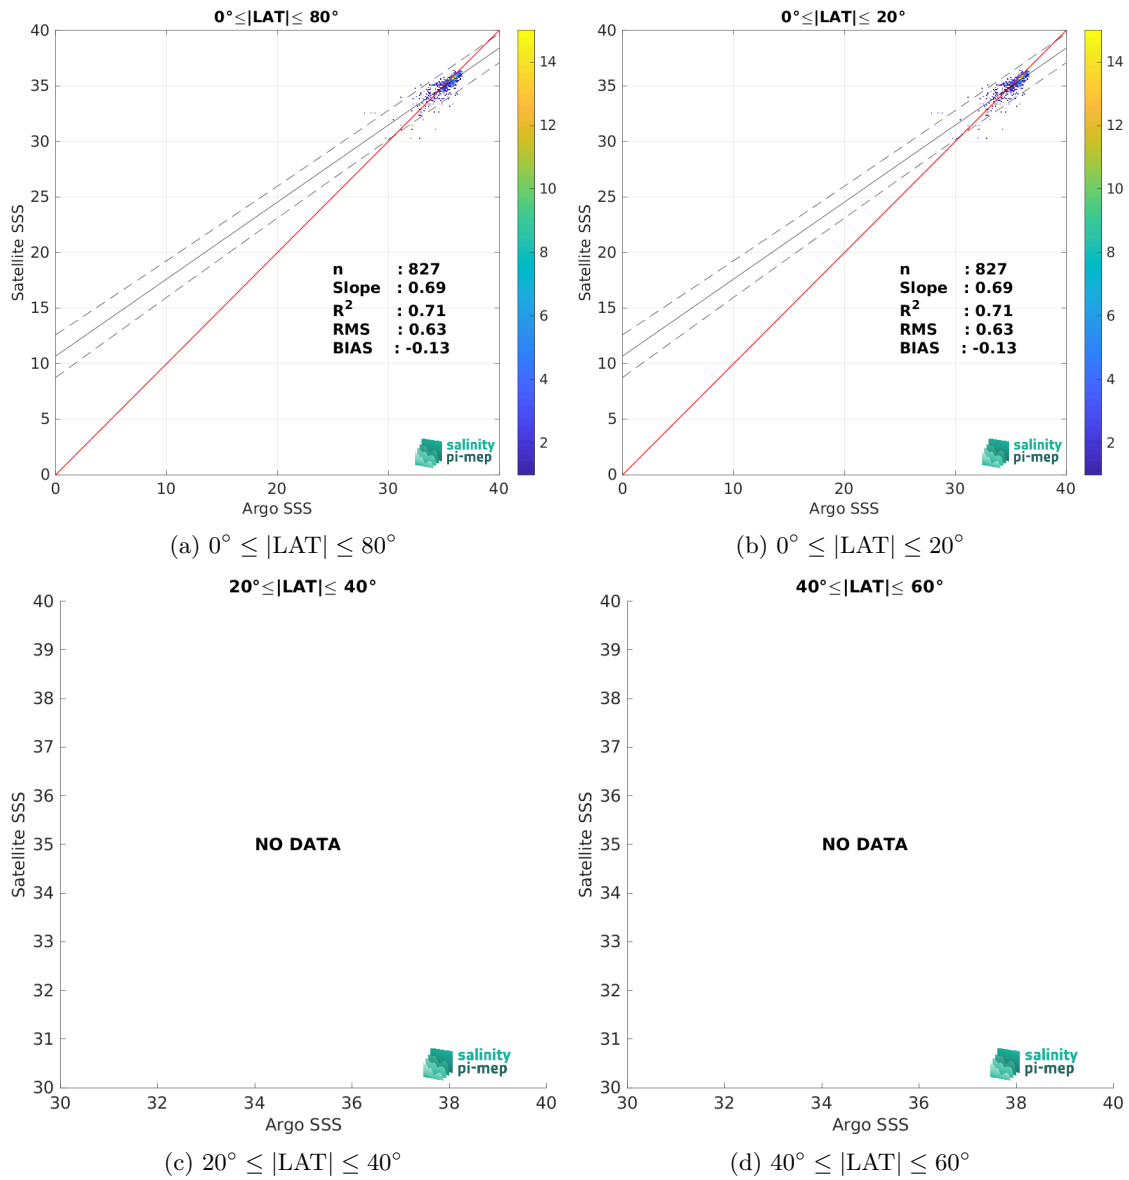 0°≤|LAT|≤ 80°
40
35
30
25
20
15
10
5
0
Satellite SSS
0
10
20
30
40
Argo SSS
n : 827
Slope : 0.69
R² : 0.71
RMS : 0.63
BIAS : -0.13
salinity
pi-mep
14
12
10
8
6
4
2
(a) 0° ≤ |LAT| ≤ 80°
0°≤|LAT|≤ 20°
40
35
30
25
20
15
10
5
0
Satellite SSS
0
10
20
30
40
Argo SSS
n : 827
Slope : 0.69
R² : 0.71
RMS : 0.63
BIAS : -0.13
salinity
pi-mep
14
12
10
8
6
4
2
(b) 0° ≤ |LAT| ≤ 20°
20°≤|LAT|≤ 40°
40
39
38
37
36
35
34
33
32
31
30
Satellite SSS
NO DATA
salinity
pi-mep
30
32
34
36
38
40
Argo SSS
(c) 20° ≤ |LAT| ≤ 40°
40°≤|LAT|≤ 60°
40
39
38
37
36
35
34
33
32
31
30
Satellite SSS
NO DATA
salinity
pi-mep
30
32
34
36
38
40
Argo SSS
(d) 40° ≤ |LAT| ≤ 60°